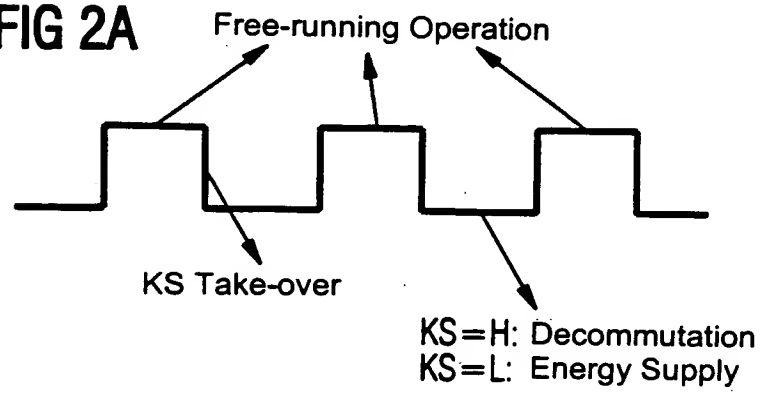 FIG 2A
Free-running Operation
KS Take-over
KS=H: Decommutation
KS=L: Energy Supply